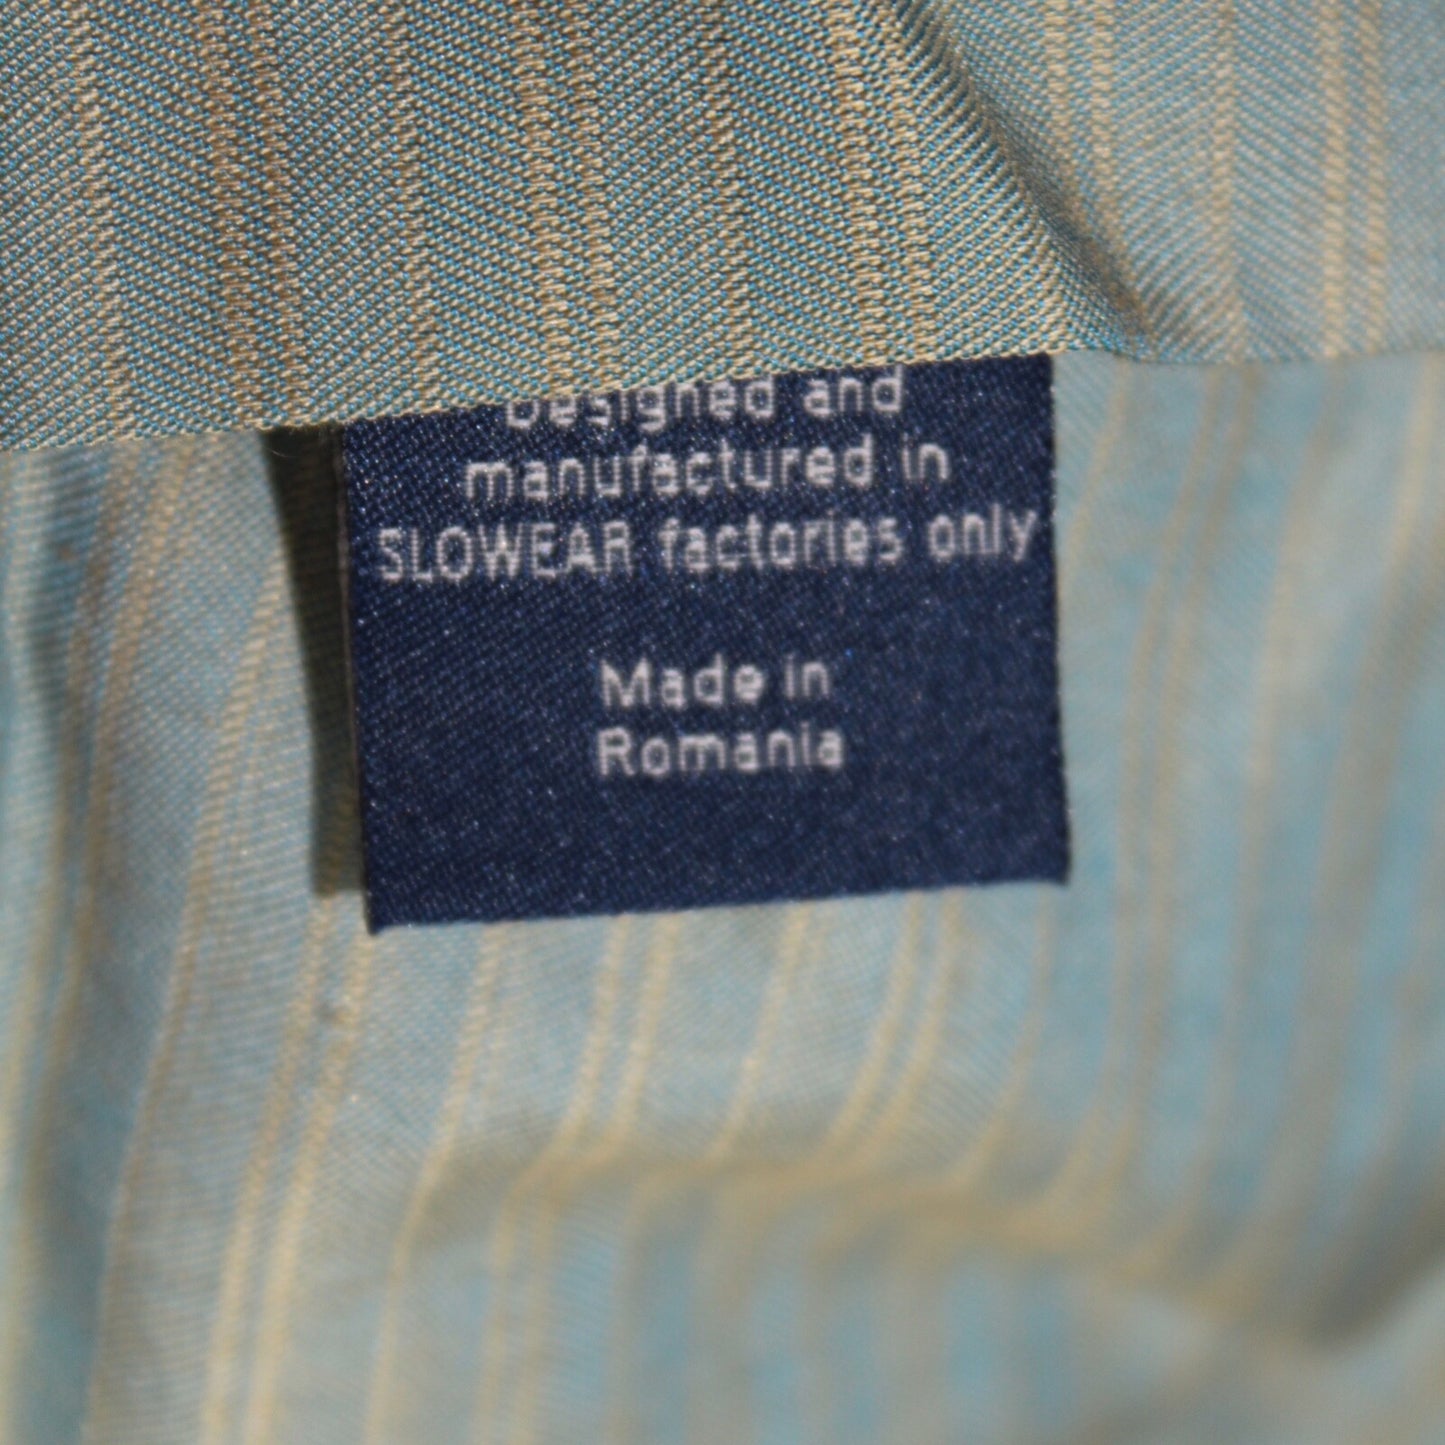 Designed and
manufactured in
SLOWEAR factories only
Made in
Romania